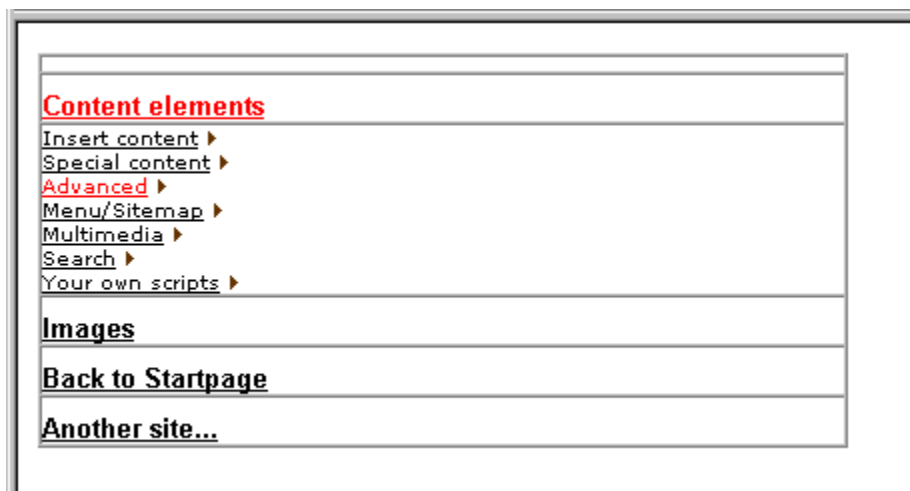 Content elements
Insert content
Special content
Advanced
Menu/Sitemap
Multimedia
Search
Your own scripts
Images
Back to Startpage
Another site...